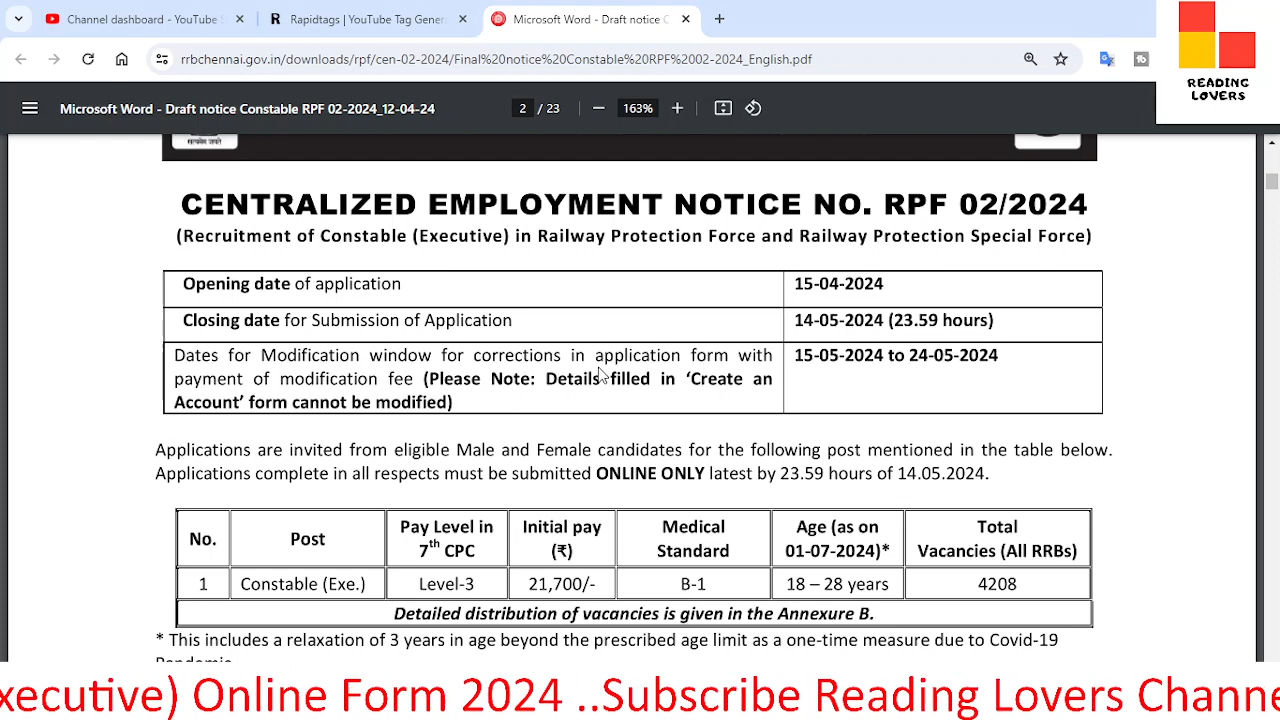 Channel dashboard - YouTube S
Rapidtags | YouTube Tag Gener
Microsoft Word - Draft notice C
rrbchennai.gov.in/downloads/rpf/cen-02-2024/Final%20notice%20Constable%20RPF%2002-2024_English.pdf
READING
LOVERS
Microsoft Word - Draft notice Constable RPF 02-2024_12-04-24
2 / 23
163%
सत्यमेव जयते
CENTRALIZED EMPLOYMENT NOTICE NO. RPF 02/2024
(Recruitment of Constable (Executive) in Railway Protection Force and Railway Protection Special Force)
Opening date of application 15-04-2024
Closing date for Submission of Application 14-05-2024 (23.59 hours)
Dates for Modification window for corrections in application form with 15-05-2024 to 24-05-2024
payment of modification fee (Please Note: Details filled in ‘Create an
Account’ form cannot be modified)
Applications are invited from eligible Male and Female candidates for the following post mentioned in the table below.
Applications complete in all respects must be submitted ONLINE ONLY latest by 23.59 hours of 14.05.2024.
No. Post Pay Level in 7th CPC Initial pay (₹) Medical Standard Age (as on 01-07-2024)* Total Vacancies (All RRBs)
1 Constable (Exe.) Level-3 21,700/- B-1 18 – 28 years 4208
Detailed distribution of vacancies is given in the Annexure B.
* This includes a relaxation of 3 years in age beyond the prescribed age limit as a one-time measure due to Covid-19
Pandemic.
xecutive) Online Form 2024 ..Subscribe Reading Lovers Channe